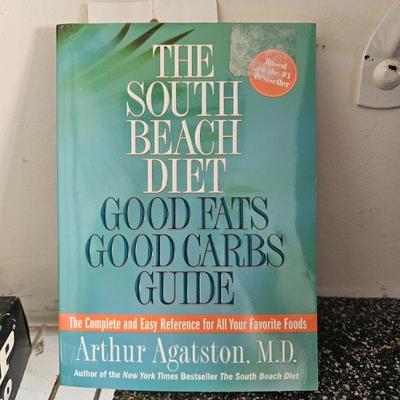 Based
on the #1
Bestseller
THE
SOUTH
BEACH
DIET
GOOD FATS
GOOD CARBS
GUIDE
The Complete and Easy Reference for All Your Favorite Foods
Arthur Agatston, M.D.
Author of the New York Times Bestseller The South Beach Diet